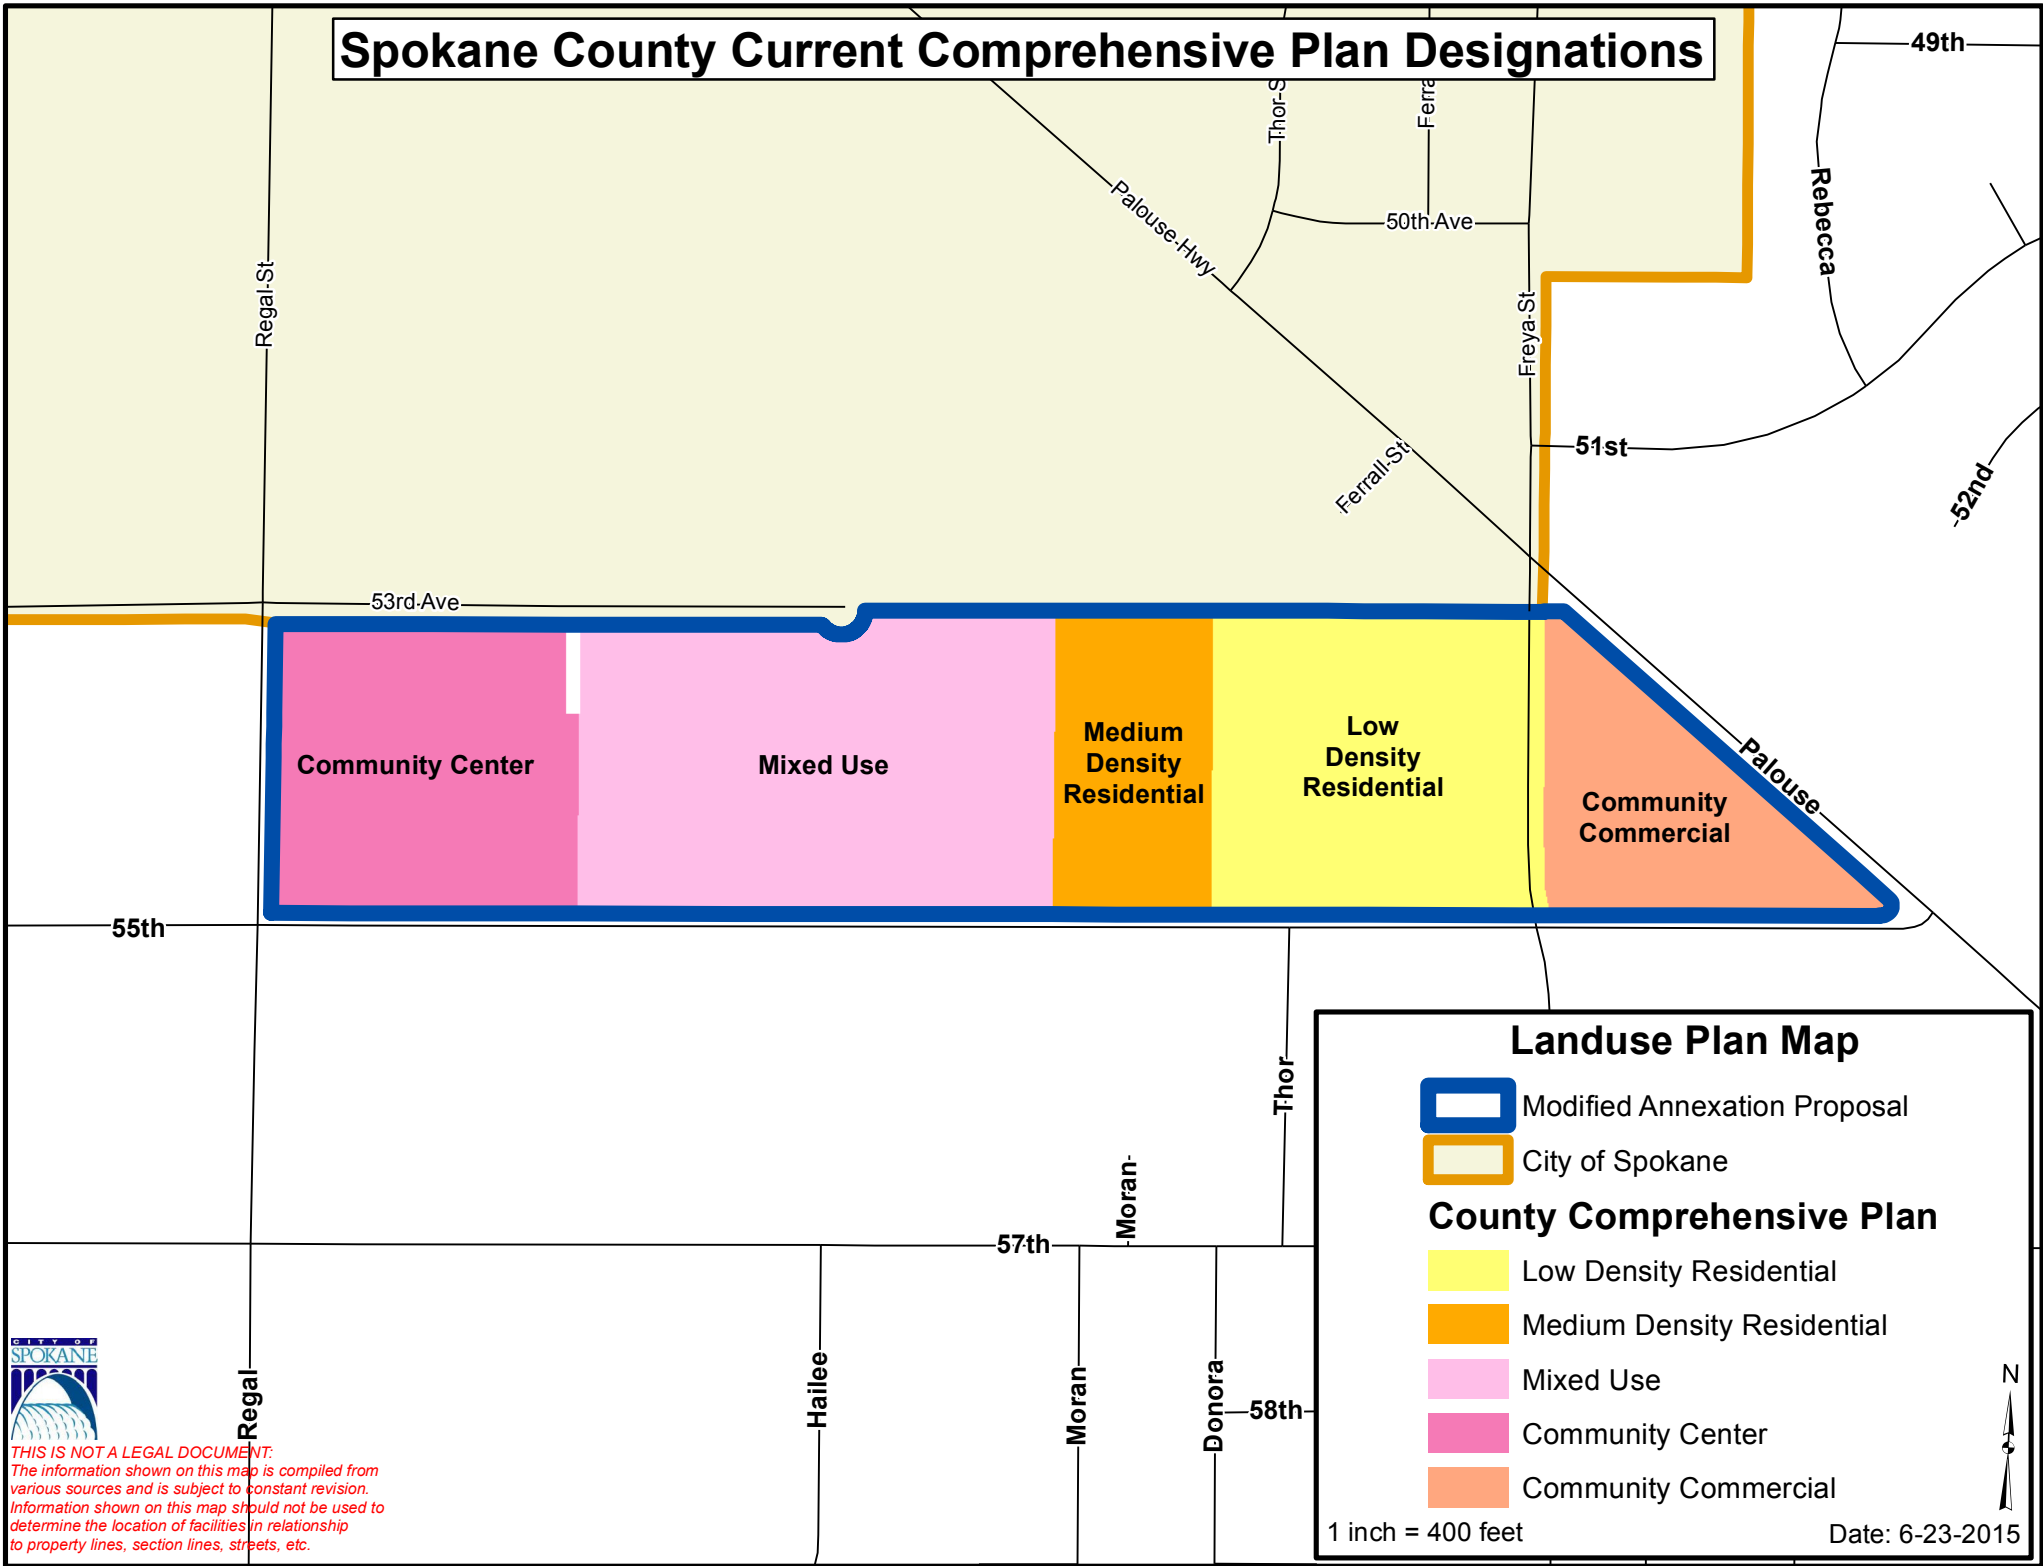 Spokane County Current Comprehensive Plan Designations
49th
Thor S
Ferra
Rebecca
Palouse Hwy
50th Ave
Regal St
Freya St
51st
Ferrall St
52nd
53rd Ave
Community Center
Mixed Use
Medium
Density
Residential
Low
Density
Residential
Community
Commercial
Palouse
55th
Thor
Moran
57th
Regal
Hailee
Moran
Donora
58th
Landuse Plan Map
Modified Annexation Proposal
City of Spokane
County Comprehensive Plan
Low Density Residential
Medium Density Residential
Mixed Use
Community Center
Community Commercial
N
1 inch = 400 feet
Date: 6-23-2015
CITY OF
SPOKANE
THIS IS NOT A LEGAL DOCUMENT:
The information shown on this map is compiled from
various sources and is subject to constant revision.
Information shown on this map should not be used to
determine the location of facilities in relationship
to property lines, section lines, streets, etc.